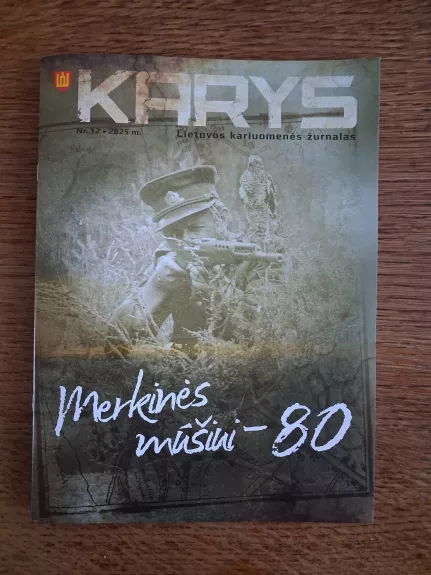 KARYS
Nr. 12 • 2025 m.
Lietuvos kariuomenės žurnalas
Merkinės
mūšiui – 80